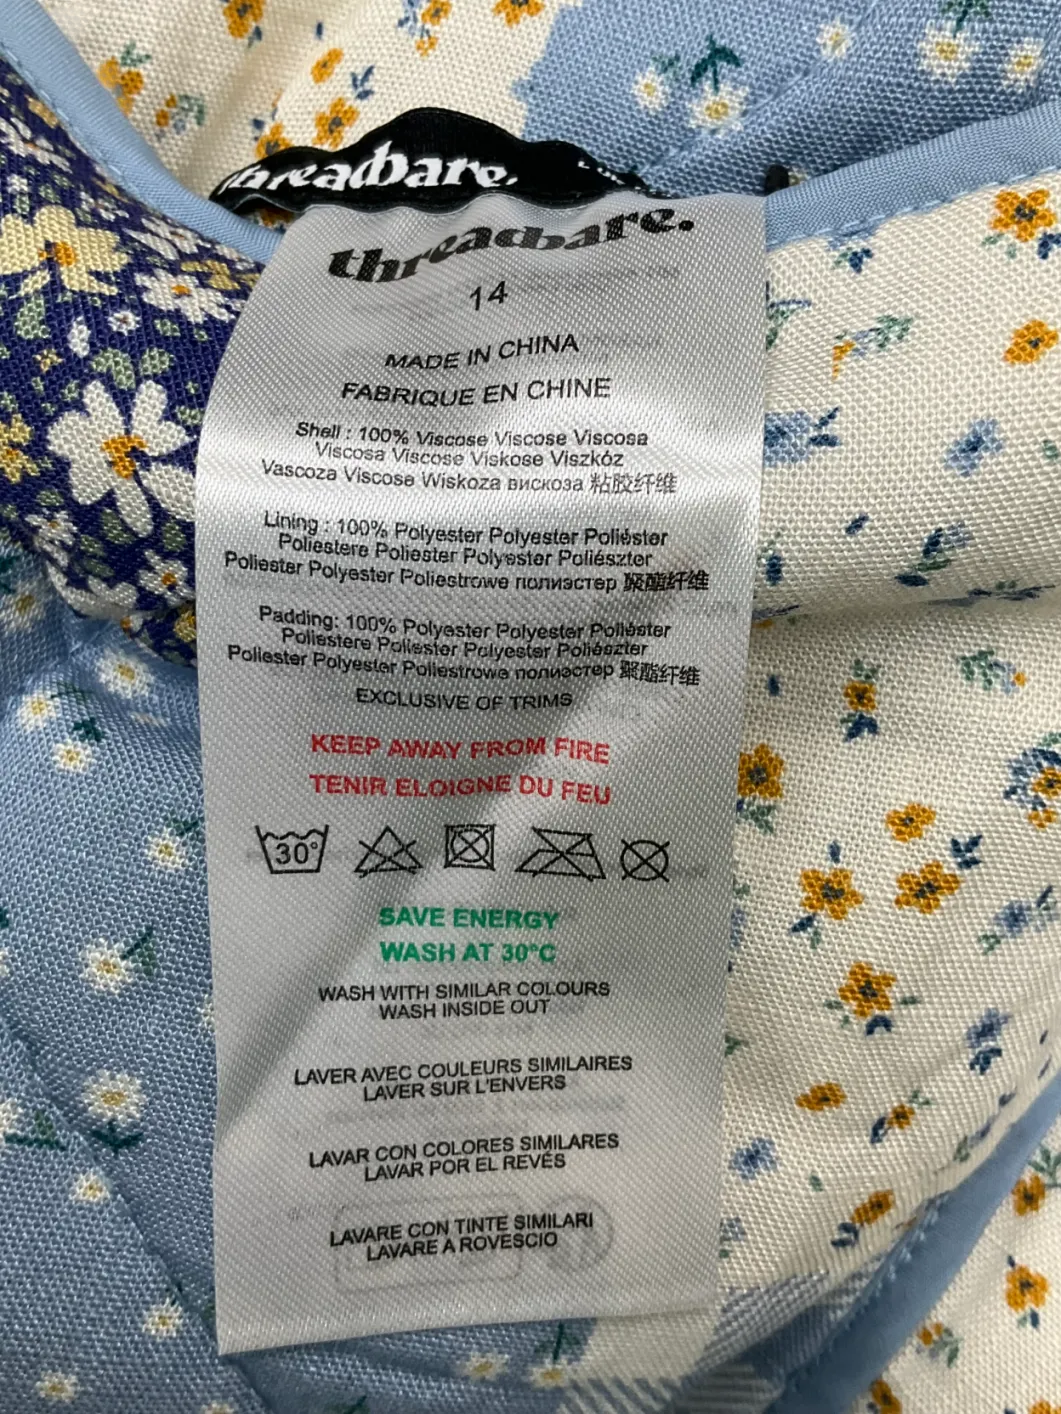 threadbare.
threadbare.
14
MADE IN CHINA
FABRIQUE EN CHINE
Shell : 100% Viscose Viscose Viscosa
Viscosa Viscose Viskose Viszkóz
Vascoza Viscose Wiskoza вискоза 粘胶纤维
Lining : 100% Polyester Polyester Poliéster
Poliestere Poliester Polyester Poliészter
Poliester Polyester Poliestrowe полиэстер 聚酯纤维
Padding: 100% Polyester Polyester Poliéster
Poliestere Poliester Polyester Poliészter
Poliester Polyester Poliestrowe полиэстер 聚酯纤维
EXCLUSIVE OF TRIMS
KEEP AWAY FROM FIRE
TENIR ELOIGNE DU FEU
30°
SAVE ENERGY
WASH AT 30°C
WASH WITH SIMILAR COLOURS
WASH INSIDE OUT
LAVER AVEC COULEURS SIMILAIRES
LAVER SUR L'ENVERS
LAVAR CON COLORES SIMILARES
LAVAR POR EL REVÉS
LAVARE CON TINTE SIMILARI
LAVARE A ROVESCIO